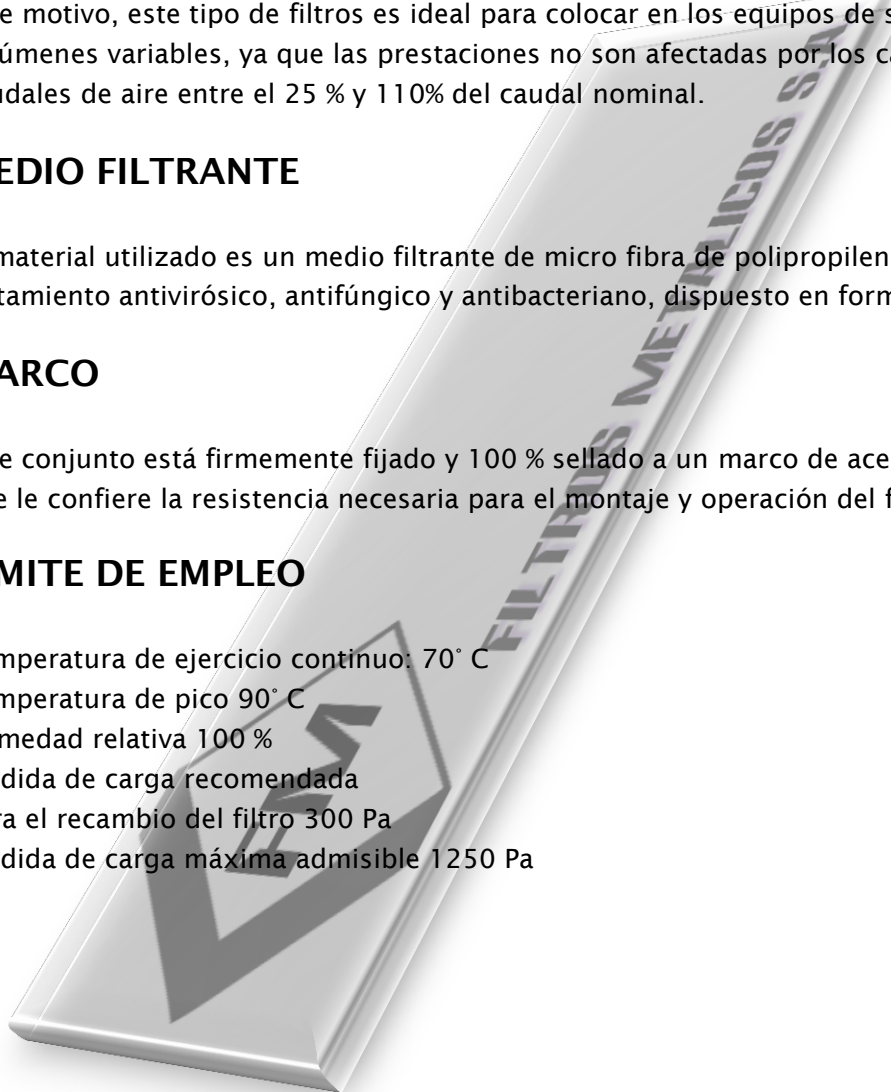 e motivo, este tipo de filtros es ideal para colocar en los equipos de s
úmenes variables, ya que las prestaciones no son afectadas por los ca
udales de aire entre el 25 % y 110% del caudal nominal.
EDIO FILTRANTE
material utilizado es un medio filtrante de micro fibra de polipropilen
tamiento antivirósico, antifúngico y antibacteriano, dispuesto en form
ARCO
e conjunto está firmemente fijado y 100 % sellado a un marco de ace
e le confiere la resistencia necesaria para el montaje y operación del f
MITE DE EMPLEO
mperatura de ejercicio continuo: 70° C
mperatura de pico 90° C
medad relativa 100 %
dida de carga recomendada
ra el recambio del filtro 300 Pa
dida de carga máxima admisible 1250 Pa
FILTROS METALICOS S.A
FM